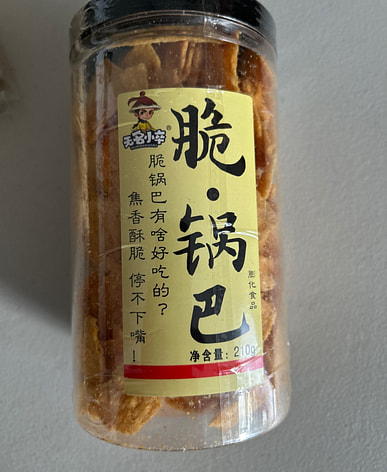 无名小卒®
脆·锅巴
脆锅巴有啥好吃的？
焦香酥脆 停不下嘴！
膨化食品
净含量：210g